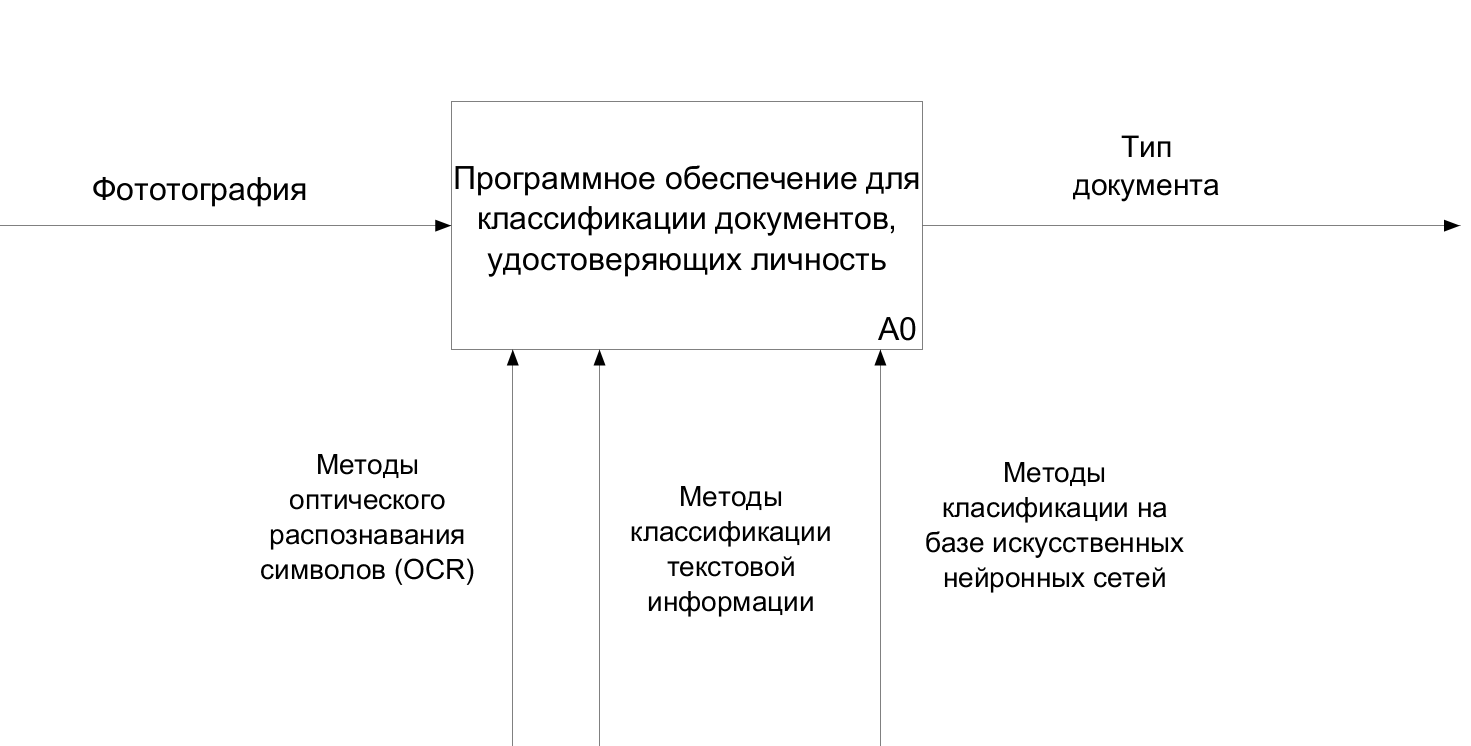 Фототография
Программное обеспечение для
классификации документов,
удостоверяющих личность
A0
Тип
документа
Методы
оптического
распознавания
символов (OCR)
Методы
классификации
текстовой
информации
Методы
класификации на
базе искусственных
нейронных сетей